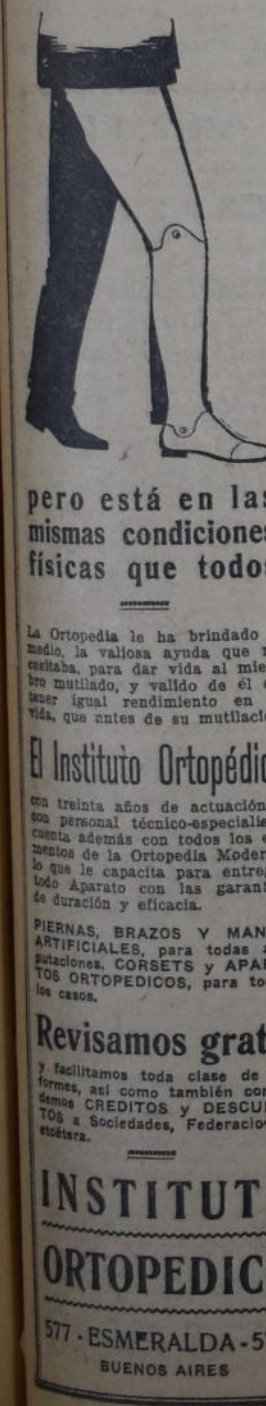 pero está en las
mismas condiciones
físicas que todos
La Ortopedia le ha brindado
medio, la valiosa ayuda que
cesitaba, para dar vida al mie
bro mutilado, y valido de él
tener igual rendimiento en
vida, que antes de su mutilació
El Instituto Ortopédic
con treinta años de actuación
con personal técnico-especialis
cuenta además con todos los e
mentos de la Ortopedia Moder
lo que le capacita para entre
todo Aparato con las garant
de duración y eficacia.
PIERNAS, BRAZOS Y MAN
ARTIFICIALES, para todas a
putaciones. CORSETS y APAR
TOS ORTOPEDICOS, para to
los casos.
Revisamos grat
y facilitamos toda clase de
formes, así como también con
demos CREDITOS y DESCUE
TOS a Sociedades, Federacio
etcétera.
INSTITUT
ORTOPEDIC
577 - ESMERALDA - 5
BUENOS AIRES